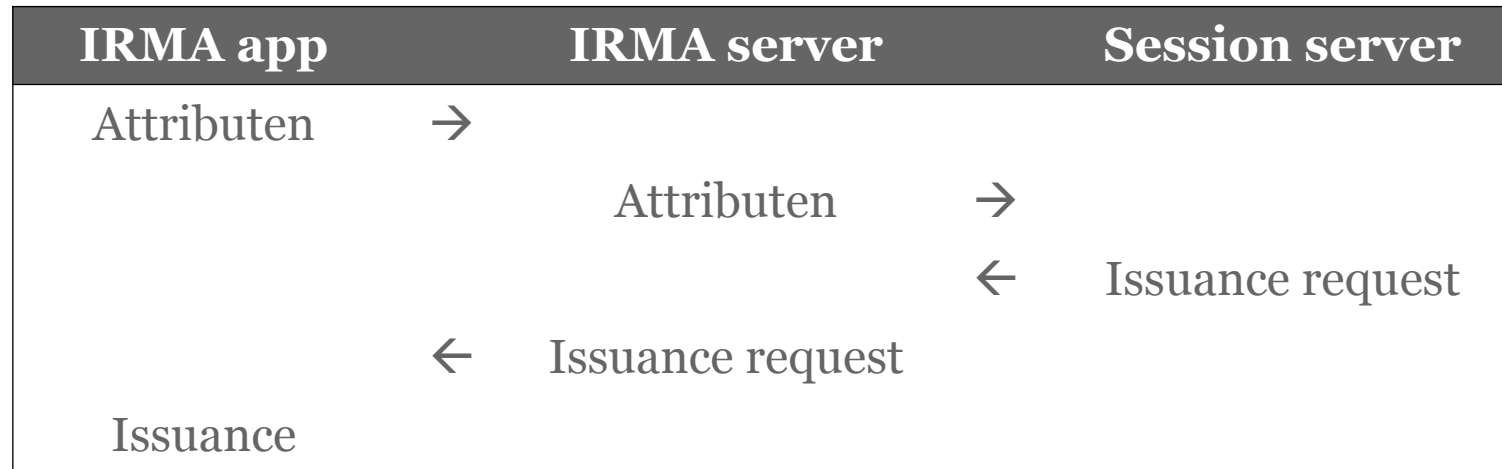 IRMA app IRMA server Session server
Attributen →
Attributen →
← Issuance request
← Issuance request
Issuance